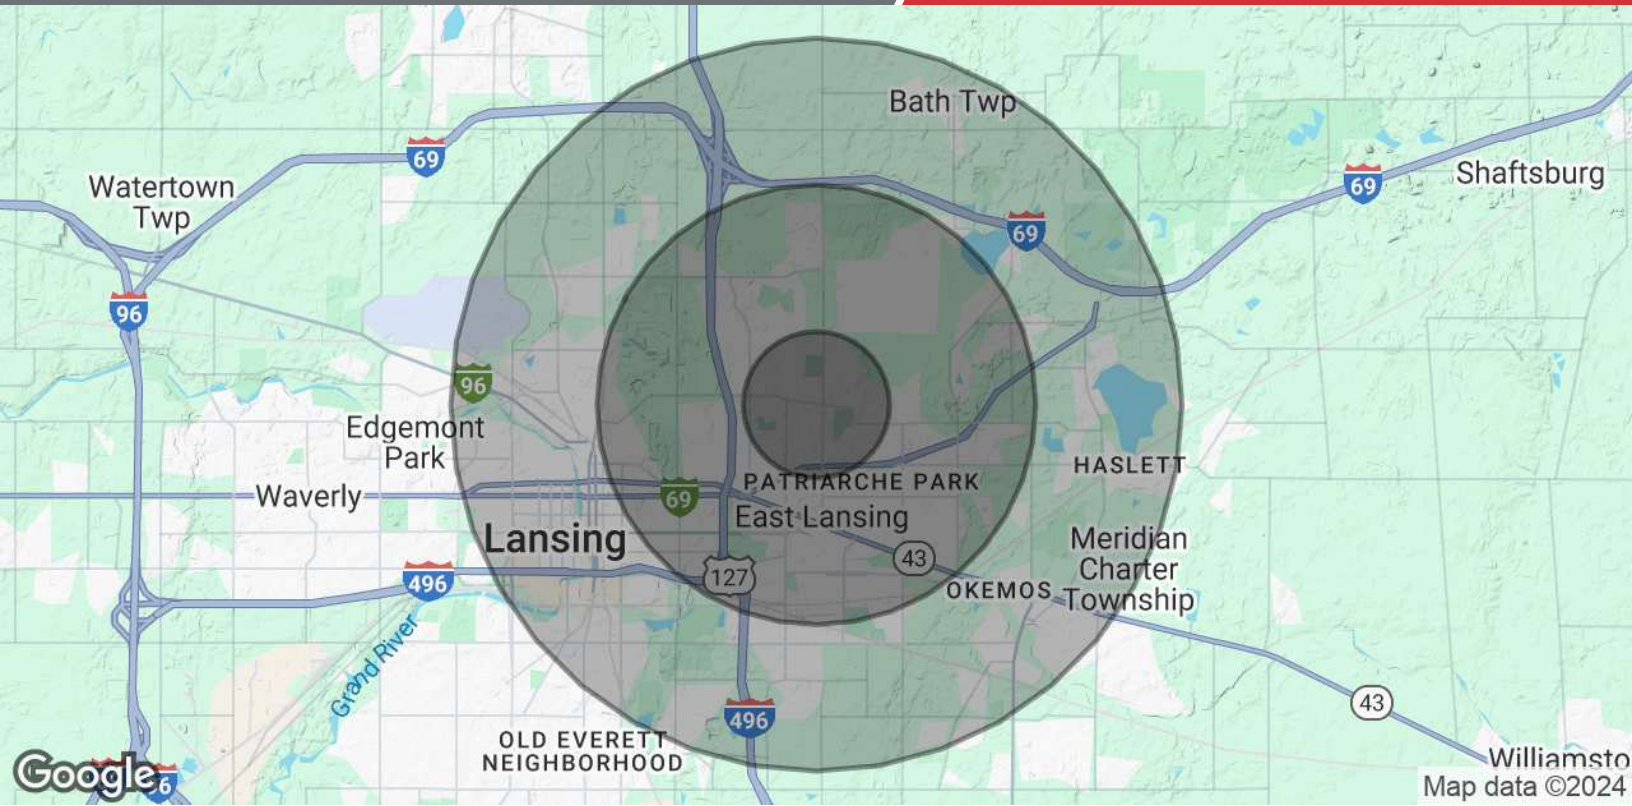 Bath Twp
69
Shaftsburg
69
Watertown
Twp
69
96
96
Edgemont
Park
HASLETT
PATRIARCHE PARK
Waverly
69
East Lansing
Lansing
Meridian
Charter
Township
43
127
496
OKEMOS
Grand River
43
496
OLD EVERETT
NEIGHBORHOOD
Williamsto
Google
Map data ©2024